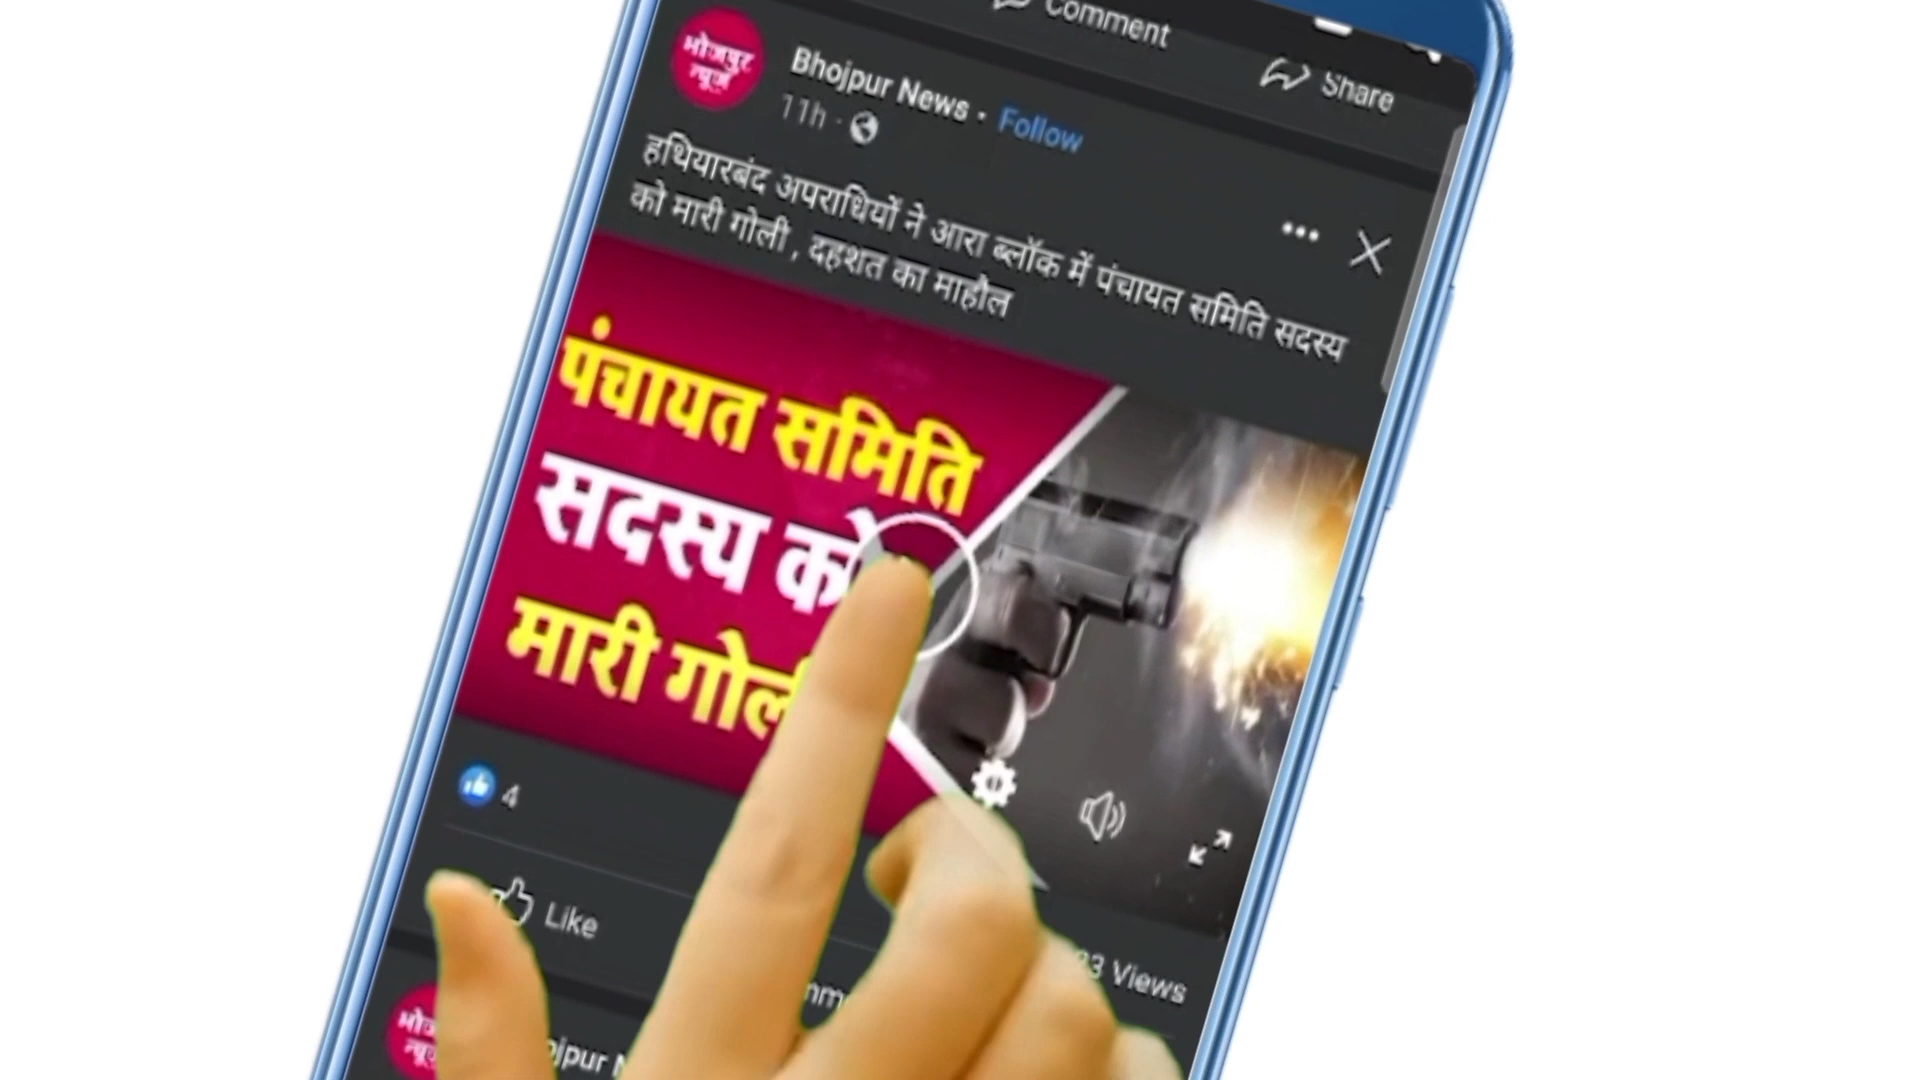 Comment
Share
भोजपुर
न्यूज
Bhojpur News · Follow
11h ·
हथियारबंद अपराधियों ने आरा ब्लॉक में पंचायत समिति सदस्य
को मारी गोली , दहशत का माहौल
पंचायत समिति
सदस्य को
मारी
4
Like
Views